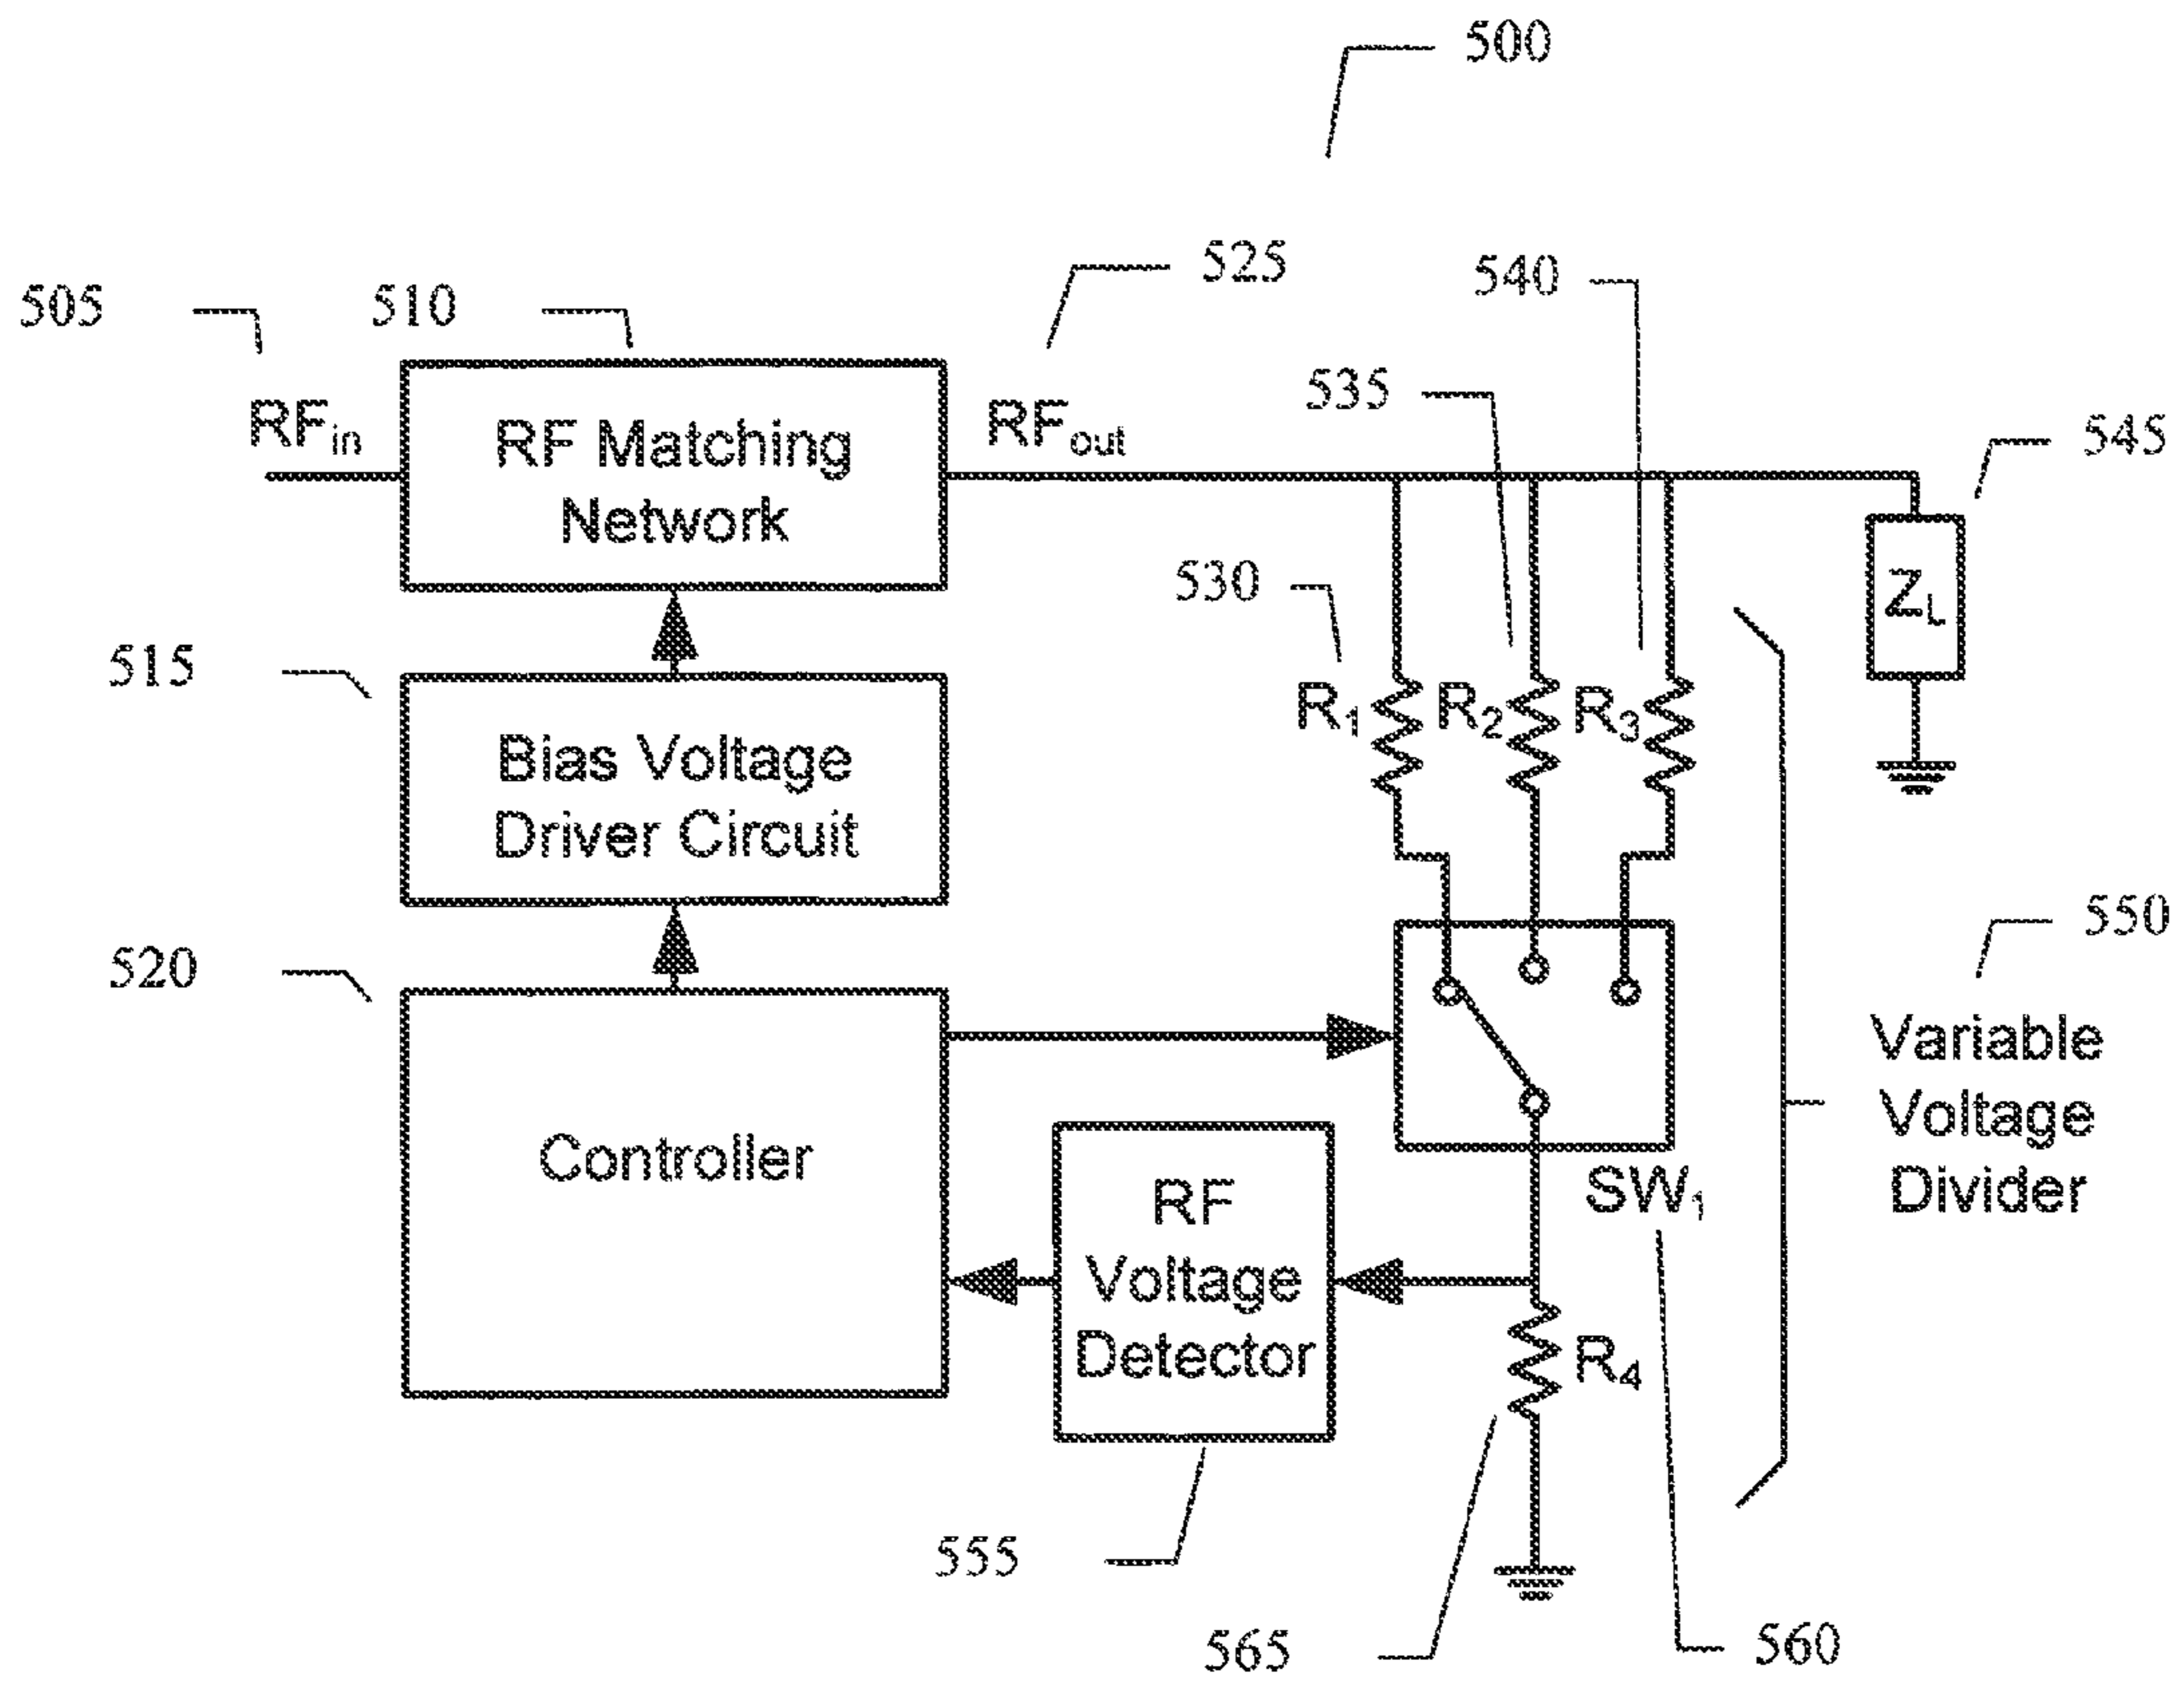 500
525
540
505
510
535
545
RFin
RF Matching
Network
RFout
530
ZL
515
R1
R2
R3
Bias Voltage
Driver Circuit
550
520
Variable
Voltage
Divider
Controller
RF
Voltage
Detector
SW1
R4
555
565
560